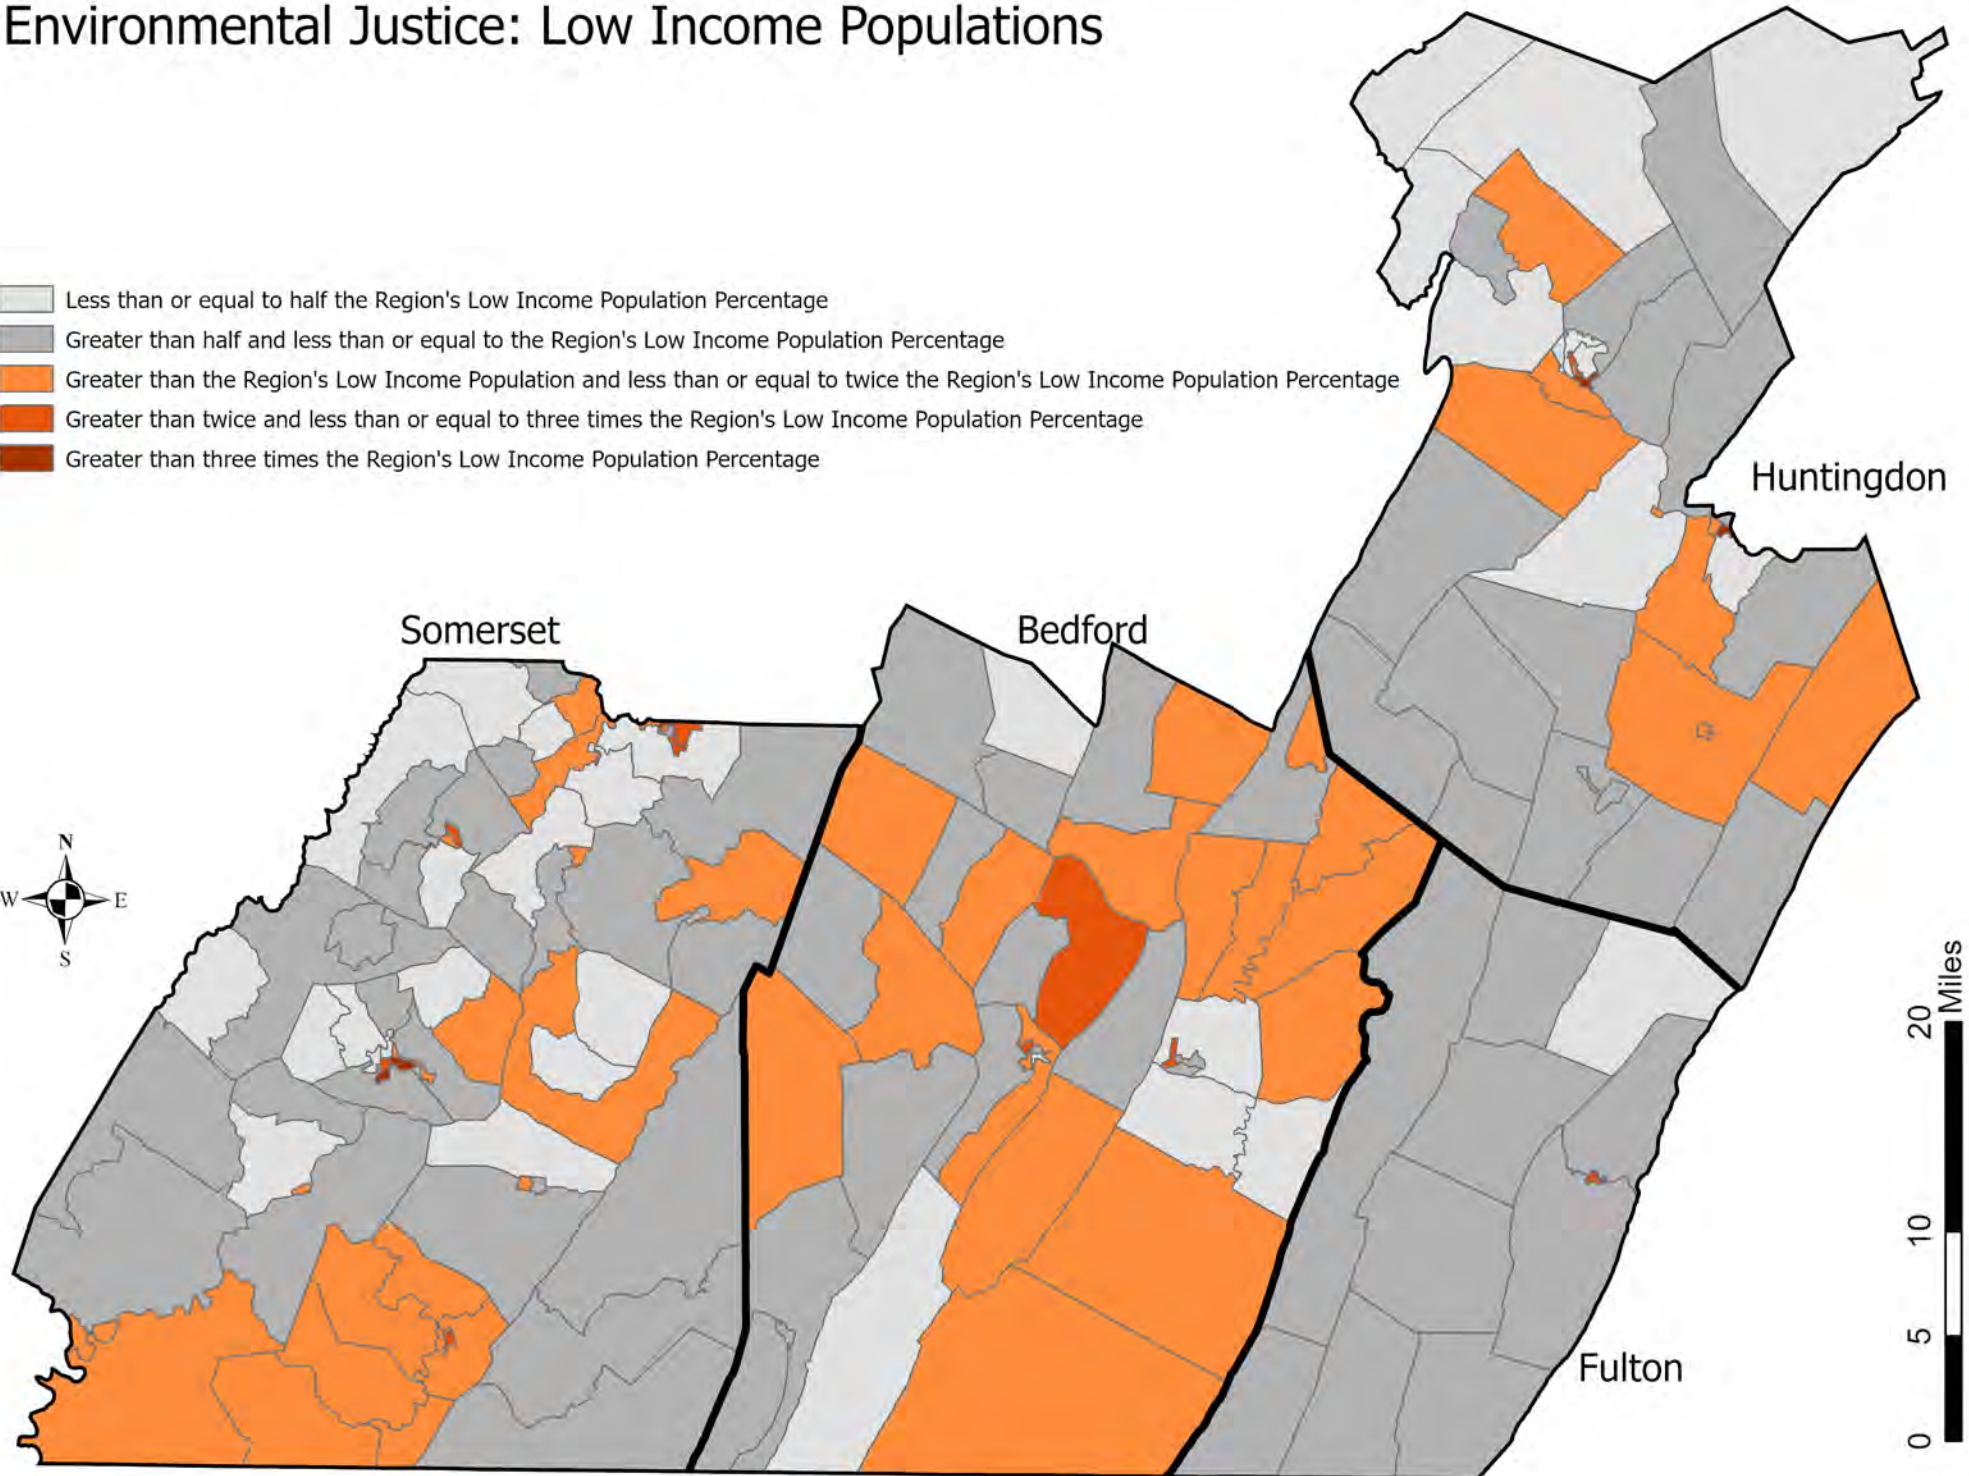 Environmental Justice: Low Income Populations
Less than or equal to half the Region's Low Income Population Percentage
Greater than half and less than or equal to the Region's Low Income Population Percentage
Greater than the Region's Low Income Population and less than or equal to twice the Region's Low Income Population Percentage
Greater than twice and less than or equal to three times the Region's Low Income Population Percentage
Greater than three times the Region's Low Income Population Percentage
Huntingdon
Somerset
Bedford
N
W
E
S
Fulton
0
5
10
20
Miles